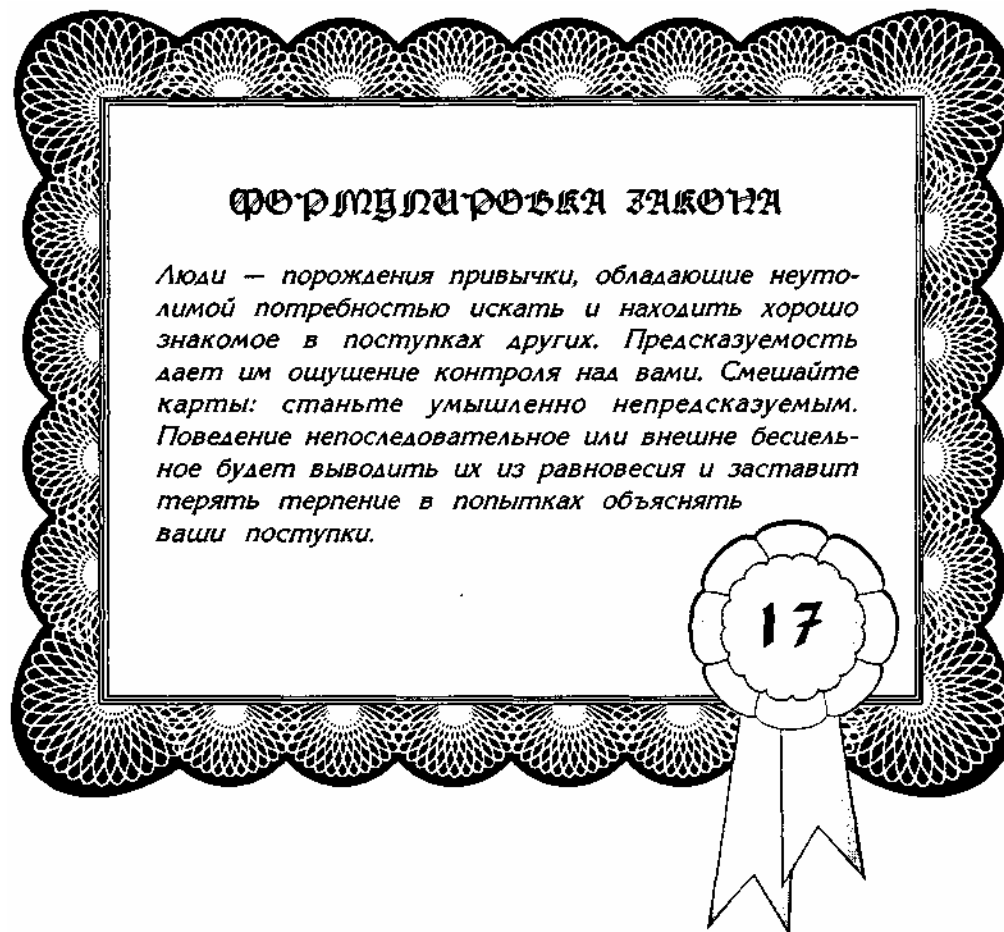 ФОРМУЛИРОВКА ЗАКОНА
Люди — порождения привычки, обладающие неуто-
лимой потребностью искать и находить хорошо
знакомое в поступках других. Предсказуемость
дает им ощущение контроля над вами. Смешайте
карты: станьте умышленно непредсказуемым.
Поведение непоследовательное или внешне бесцель-
ное будет выводить их из равновесия и заставит
терять терпение в попытках объяснять
ваши поступки.
17